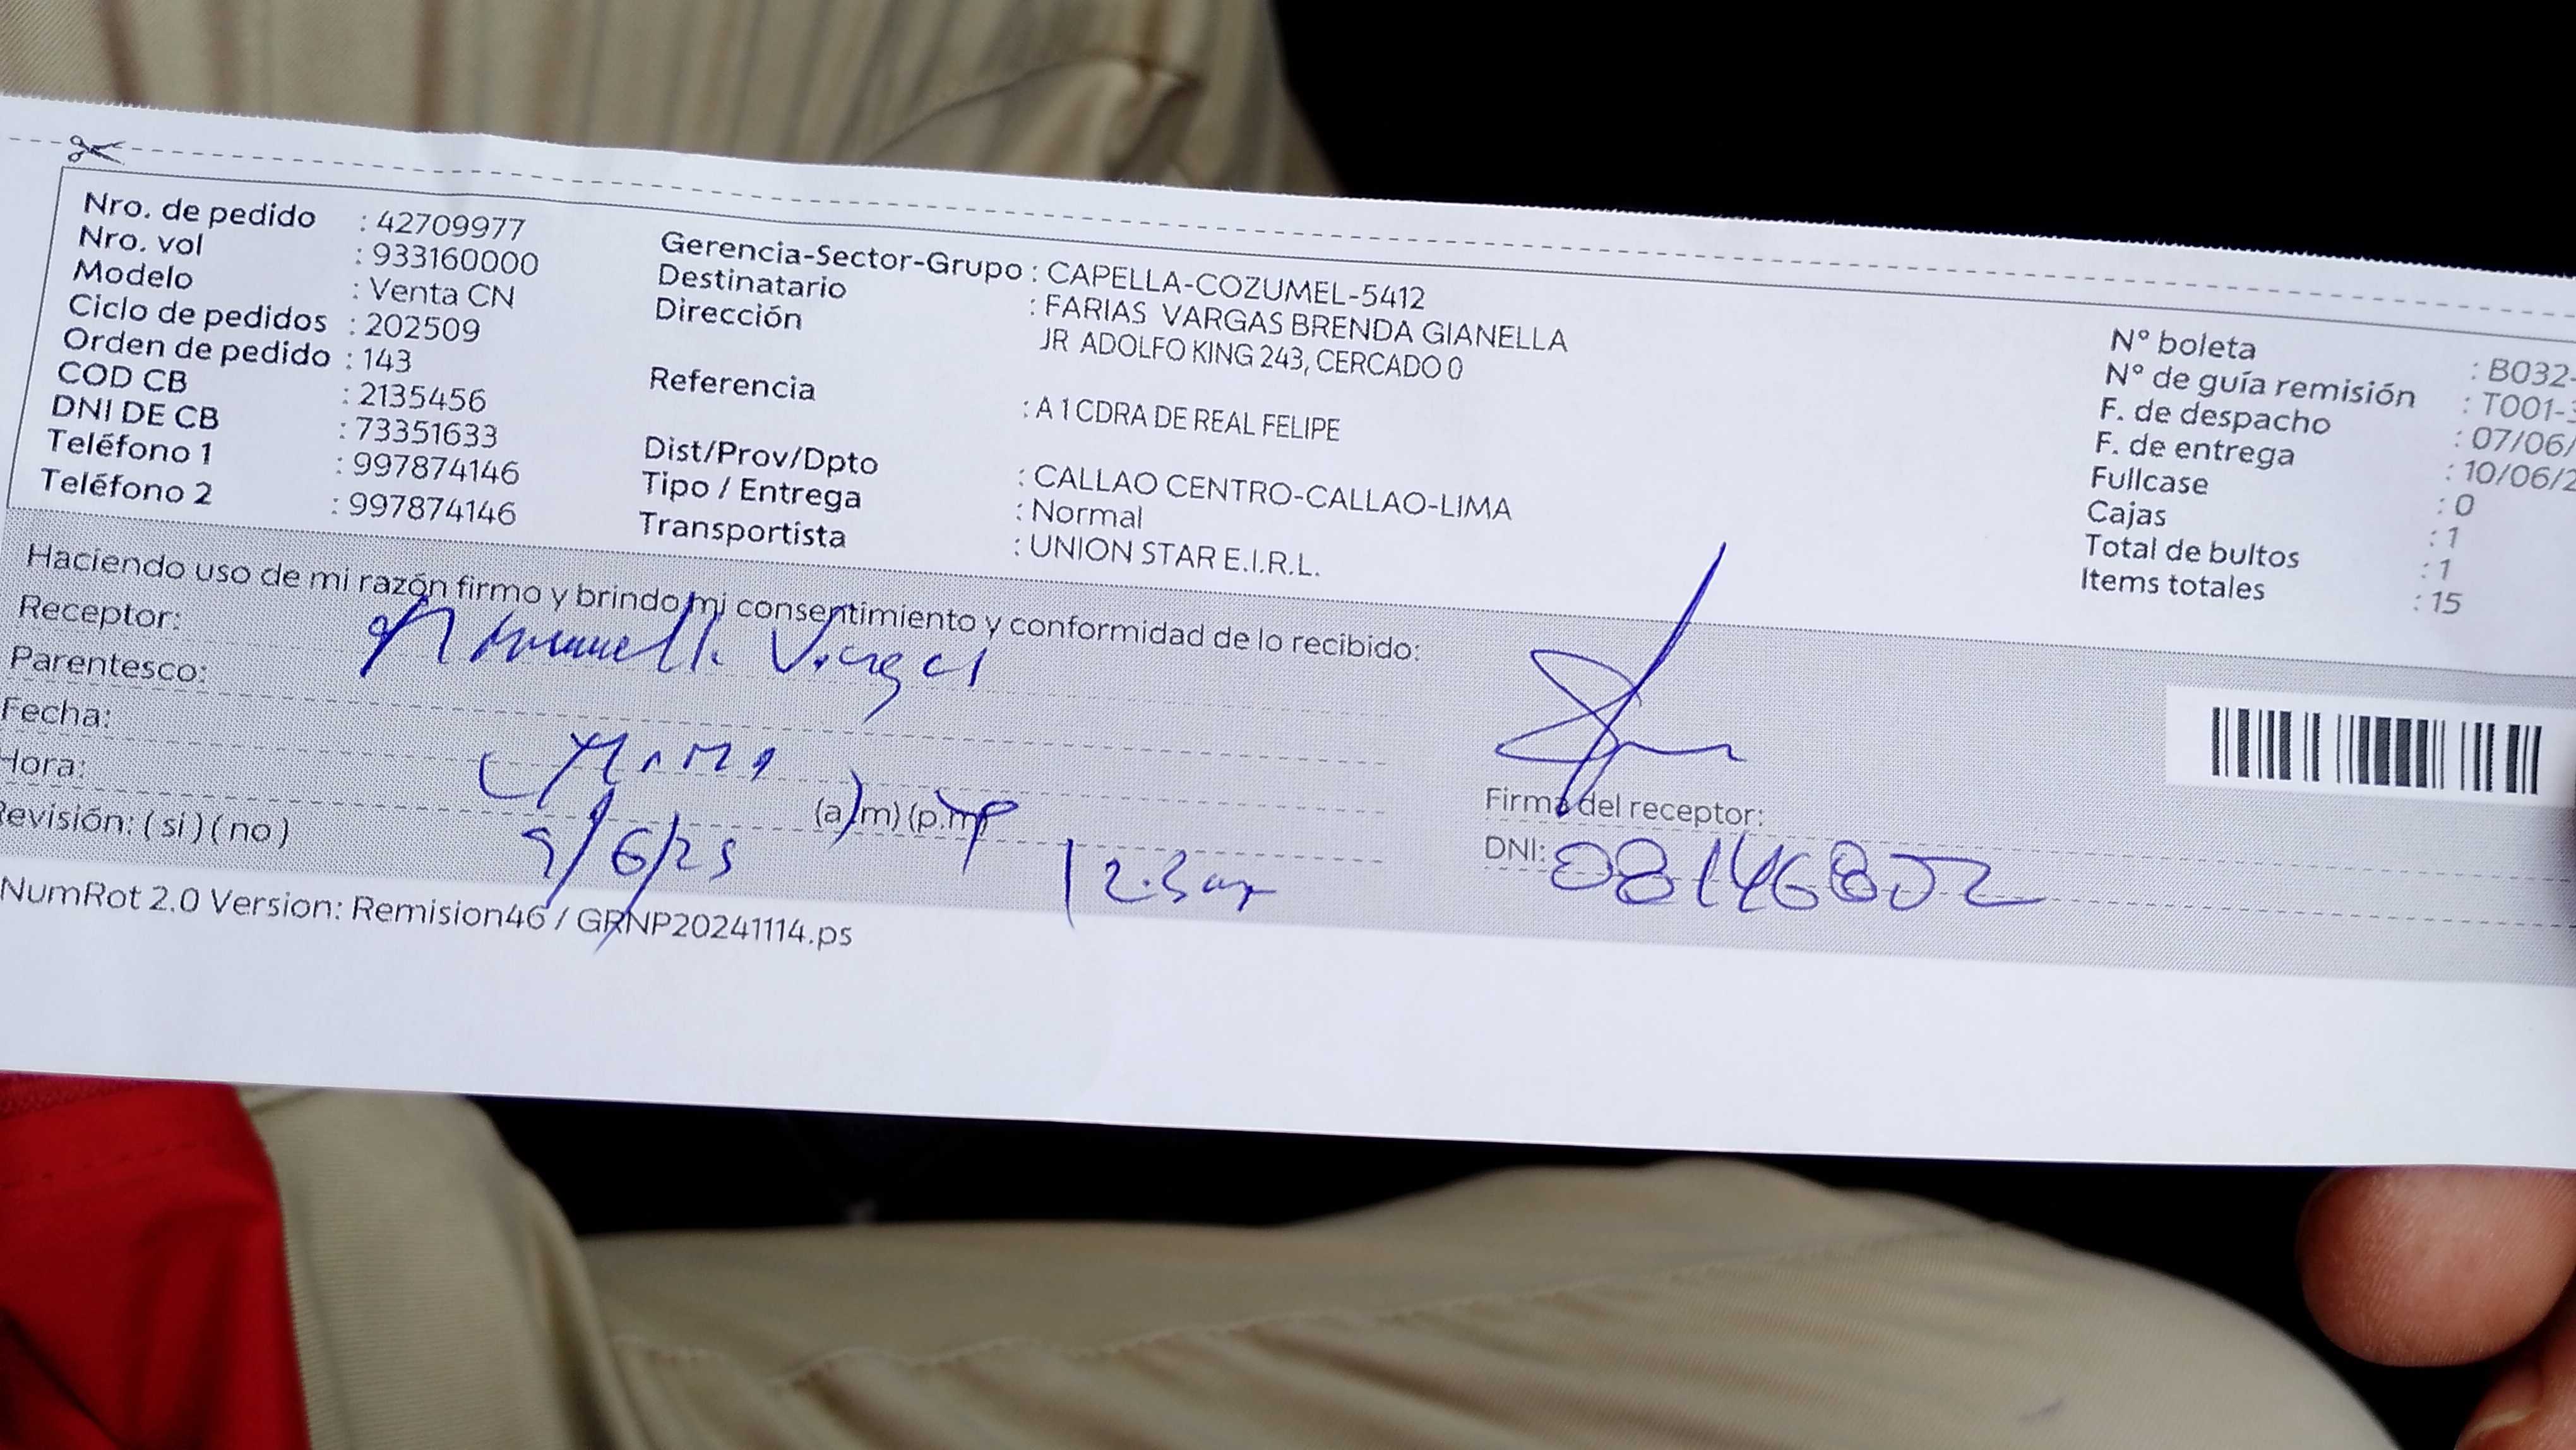 Nro. de pedido : 42709977
Nro. vol : 933160000
Modelo : Venta CN
Ciclo de pedidos : 202509
Orden de pedido : 143
COD CB : 2135456
DNI DE CB : 73351633
Teléfono 1 : 997874146
Teléfono 2 : 997874146
Gerencia-Sector-Grupo : CAPELLA-COZUMEL-5412
Destinatario : FARIAS VARGAS BRENDA GIANELLA
Dirección JR ADOLFO KING 243, CERCADO 0
Referencia : A 1 CDRA DE REAL FELIPE
Dist/Prov/Dpto : CALLAO CENTRO-CALLAO-LIMA
Tipo / Entrega : Normal
Transportista : UNION STAR E.I.R.L.
N° boleta : B032-
N° de guía remisión : T001-
F. de despacho : 07/06/
F. de entrega : 10/06/2
Fullcase : 0
Cajas : 1
Total de bultos : 1
Items totales : 15
Haciendo uso de mi razón firmo y brindo mi consentimiento y conformidad de lo recibido:
Receptor: Vargas
Parentesco:
Fecha: 9/6/25
Hora: (a.m) (p.m)
Revisión: ( si ) ( no )
Firma del receptor:
DNI: 08146802
NumRot 2.0 Version: Remision46 / GRNP20241114.ps